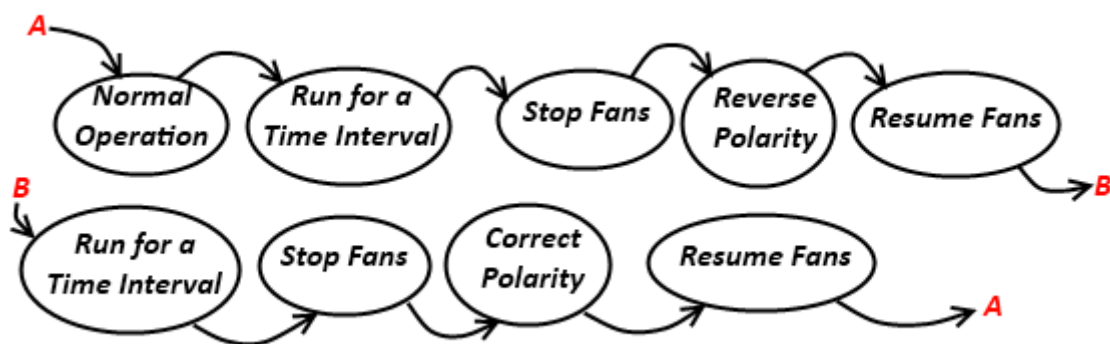 A
Normal
Operation
Run for a
Time Interval
Stop Fans
Reverse
Polarity
Resume Fans
B
B
Run for a
Time Interval
Stop Fans
Correct
Polarity
Resume Fans
A